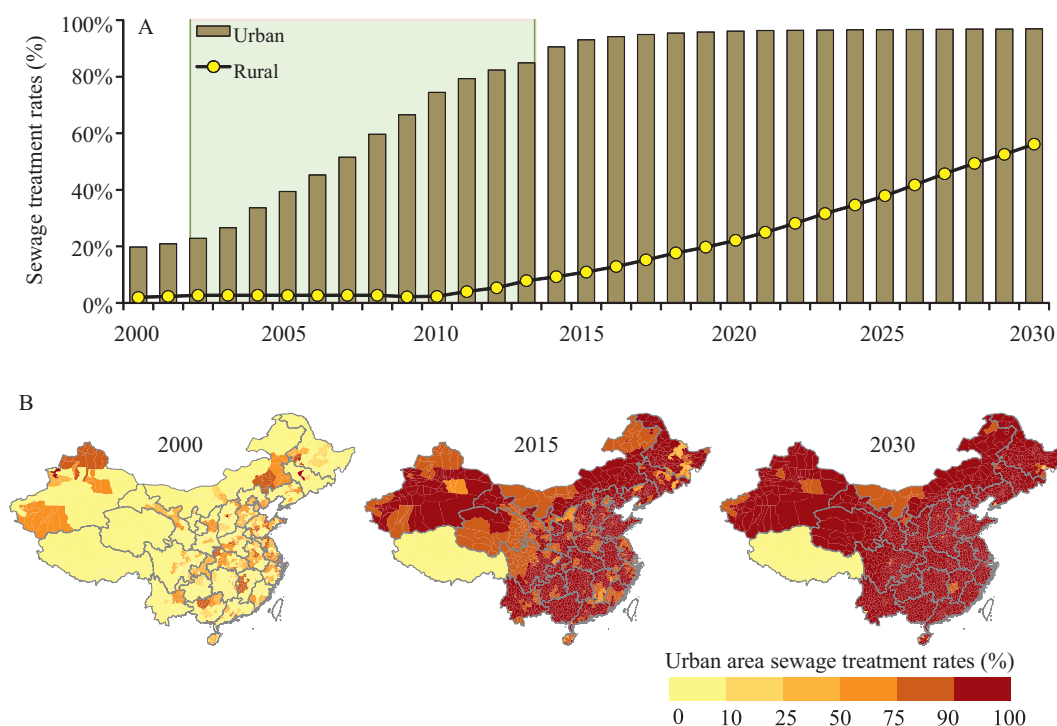 A
Urban
Rural
Sewage treatment rates (%)
100%
80%
60%
40%
20%
0%
2000 2005 2010 2015 2020 2025 2030
B
2000 2015 2030
Urban area sewage treatment rates (%)
0 10 25 50 75 90 100